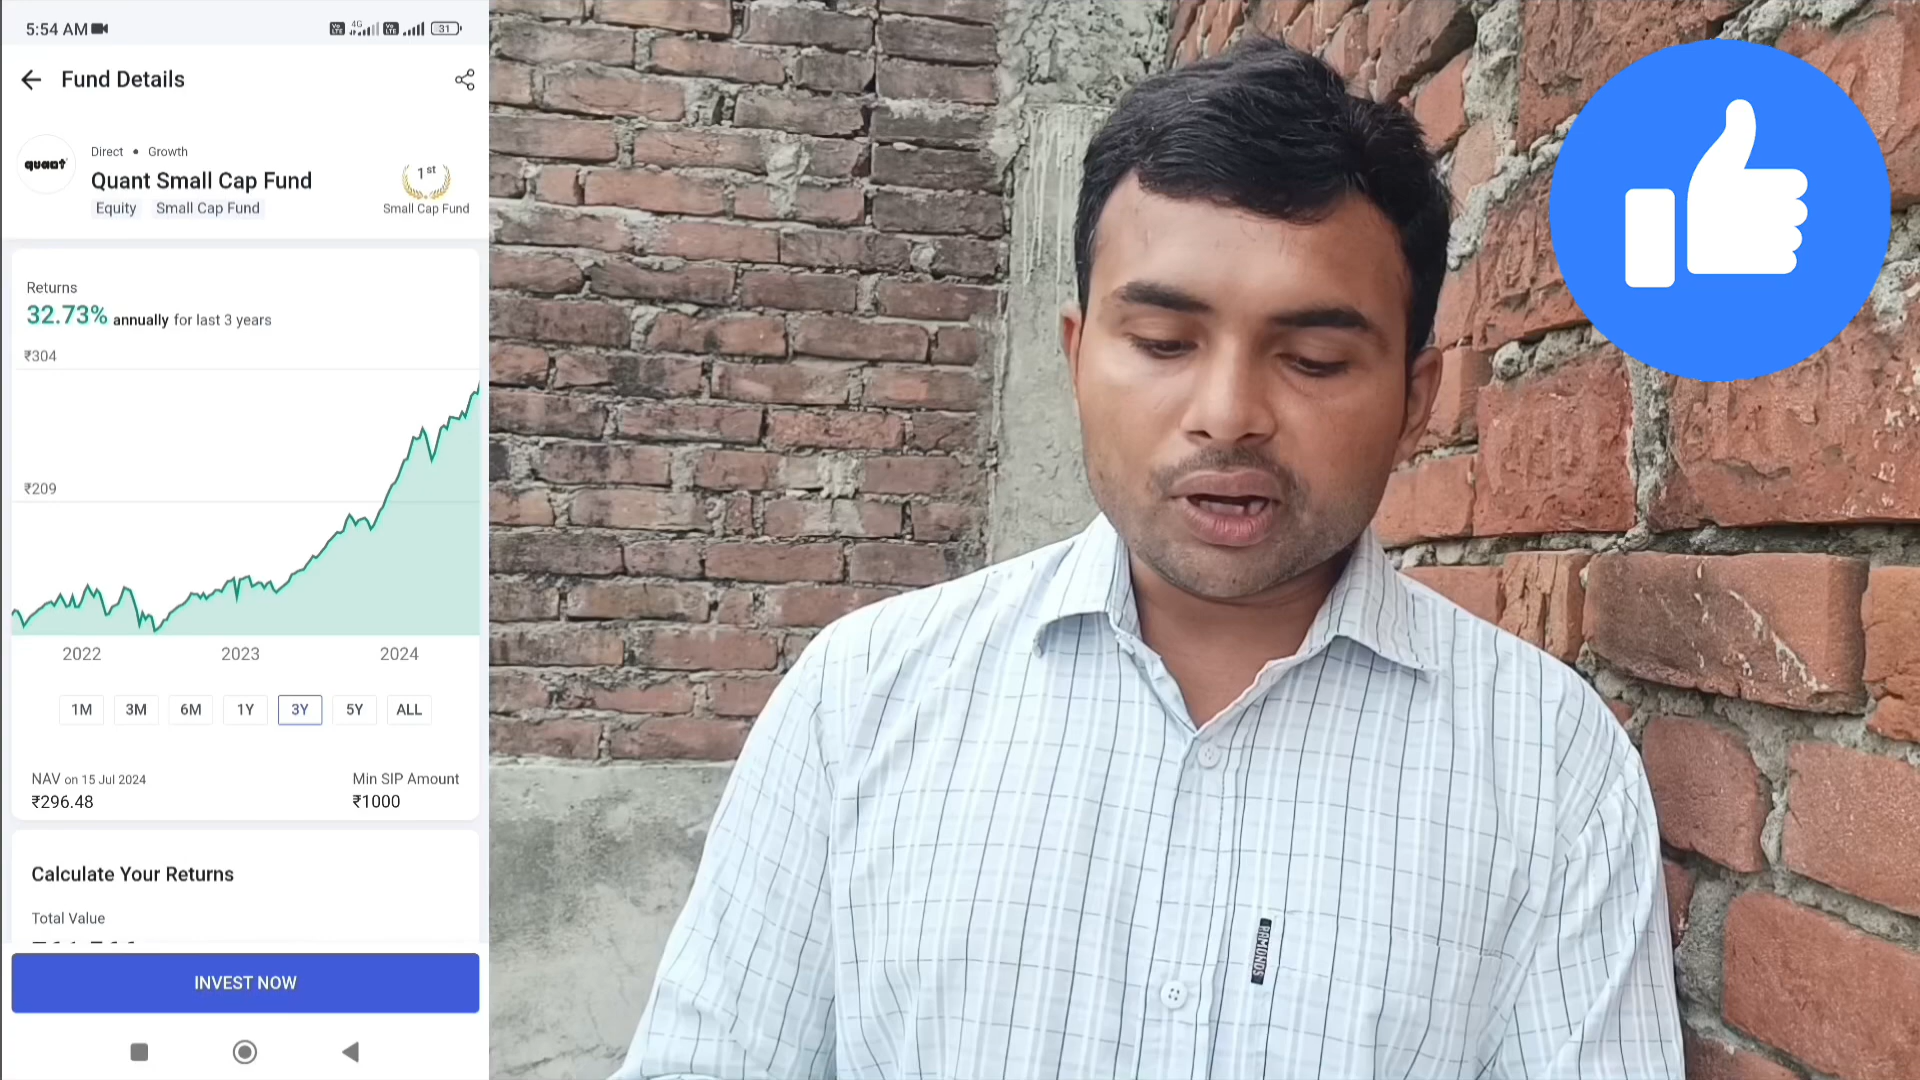 5:54 AM
4G
31
Fund Details
quant
Direct • Growth
Quant Small Cap Fund
Equity Small Cap Fund
1st
Small Cap Fund
Returns
32.73% annually for last 3 years
₹304
₹209
2022 2023 2024
1M 3M 6M 1Y 3Y 5Y ALL
NAV on 15 Jul 2024
₹296.48
Min SIP Amount
₹1000
Calculate Your Returns
Total Value
INVEST NOW
RAMONDS